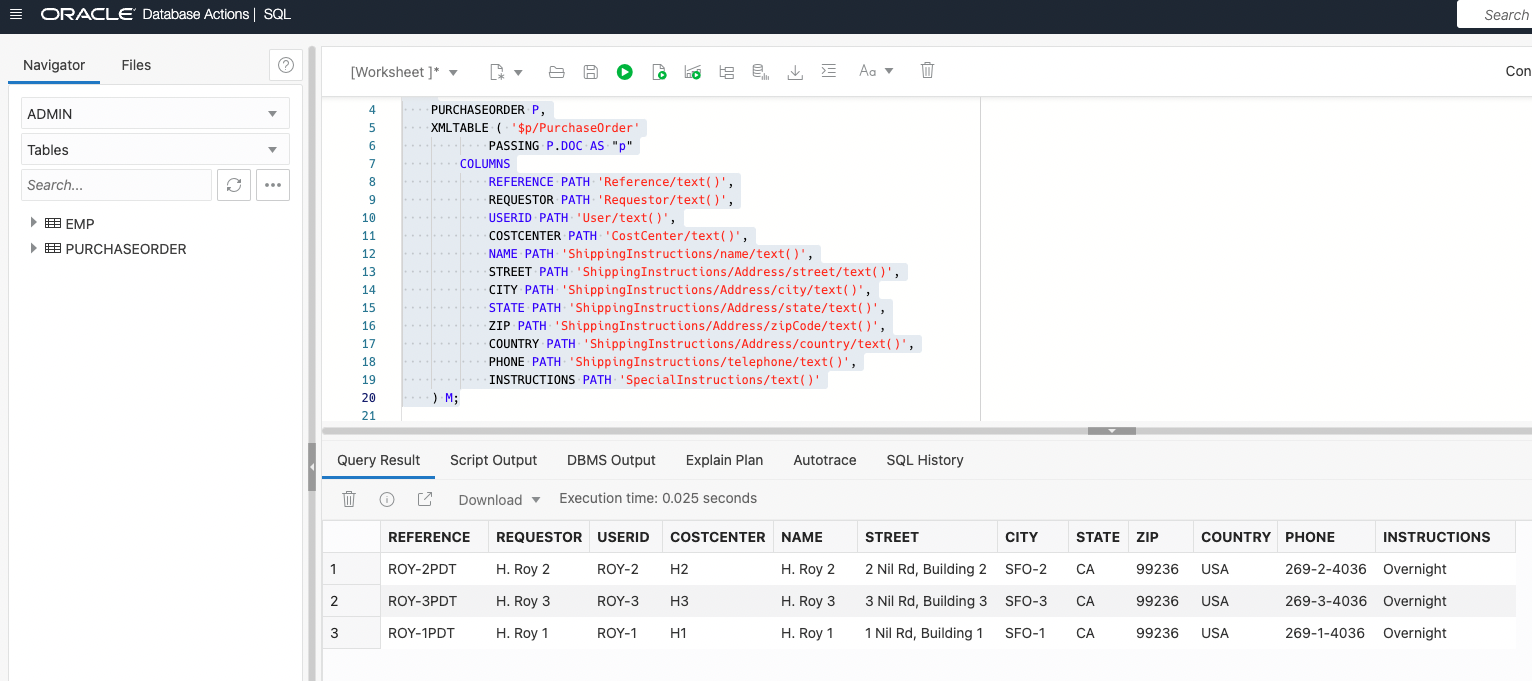 ORACLE Database Actions | SQL
Search
Navigator
Files
ADMIN
Tables
Search...
EMP
PURCHASEORDER
[Worksheet ]*
Aa
Con
4 PURCHASEORDER P,
5 XMLTABLE ( '$p/PurchaseOrder'
6 PASSING P.DOC AS "p"
7 COLUMNS
8 REFERENCE PATH 'Reference/text()',
9 REQUESTOR PATH 'Requestor/text()',
10 USERID PATH 'User/text()',
11 COSTCENTER PATH 'CostCenter/text()',
12 NAME PATH 'ShippingInstructions/name/text()',
13 STREET PATH 'ShippingInstructions/Address/street/text()',
14 CITY PATH 'ShippingInstructions/Address/city/text()',
15 STATE PATH 'ShippingInstructions/Address/state/text()',
16 ZIP PATH 'ShippingInstructions/Address/zipCode/text()',
17 COUNTRY PATH 'ShippingInstructions/Address/country/text()',
18 PHONE PATH 'ShippingInstructions/telephone/text()',
19 INSTRUCTIONS PATH 'SpecialInstructions/text()'
20 ) M;
21
Query Result Script Output DBMS Output Explain Plan Autotrace SQL History
Download Execution time: 0.025 seconds
REFERENCE REQUESTOR USERID COSTCENTER NAME STREET CITY STATE ZIP COUNTRY PHONE INSTRUCTIONS
1 ROY-2PDT H. Roy 2 ROY-2 H2 H. Roy 2 2 Nil Rd, Building 2 SFO-2 CA 99236 USA 269-2-4036 Overnight
2 ROY-3PDT H. Roy 3 ROY-3 H3 H. Roy 3 3 Nil Rd, Building 3 SFO-3 CA 99236 USA 269-3-4036 Overnight
3 ROY-1PDT H. Roy 1 ROY-1 H1 H. Roy 1 1 Nil Rd, Building 1 SFO-1 CA 99236 USA 269-1-4036 Overnight